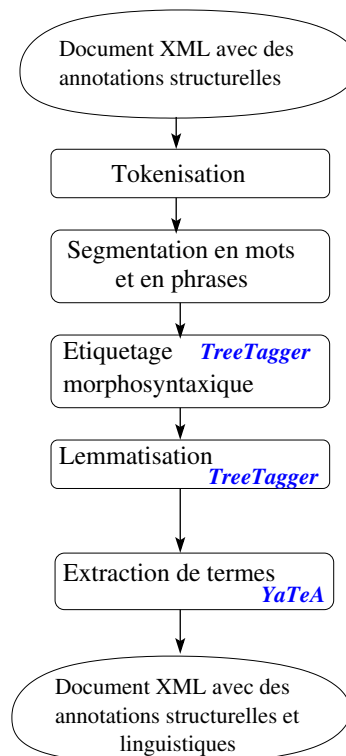 Document XML avec des
annotations structurelles
Tokenisation
Segmentation en mots
et en phrases
Etiquetage TreeTagger
morphosyntaxique
Lemmatisation
TreeTagger
Extraction de termes
YaTeA
Document XML avec des
annotations structurelles et
linguistiques